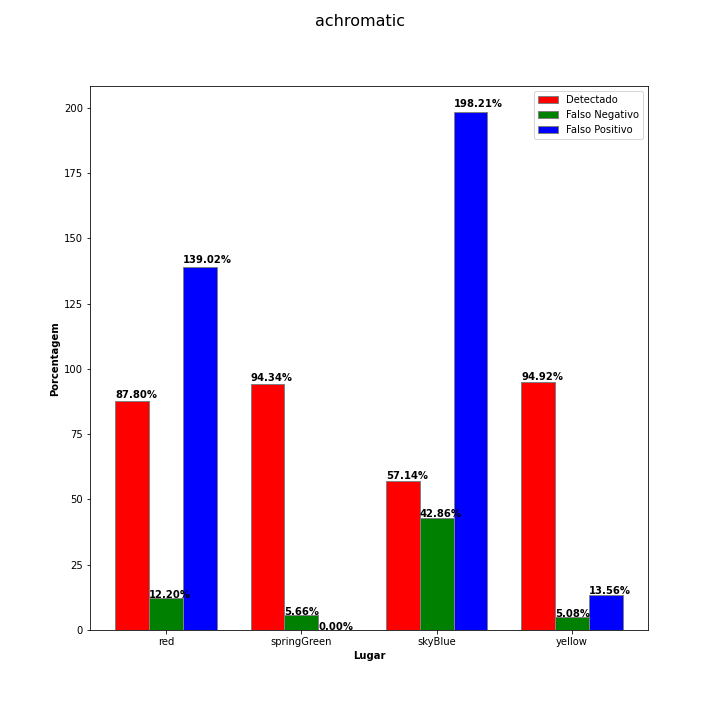 achromatic
Detectado
Falso Negativo
Falso Positivo
Porcentagem
200
175
150
125
100
75
50
25
0
87.80%
12.20%
139.02%
94.34%
5.66%
0.00%
57.14%
42.86%
198.21%
94.92%
5.08%
13.56%
red
springGreen
skyBlue
yellow
Lugar